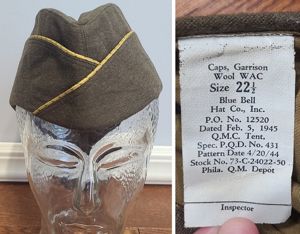 Caps, Garrison
Wool WAC
Size 22½
Blue Bell
Hat Co., Inc.
P.O. No. 12520
Dated Feb. 5, 1945
Q.M.C. Tent.
Spec. P.Q.D. No. 431
Pattern Date 4/20/44
Stock No. 73-C-24022-50
Phila. Q.M. Depot
Inspector